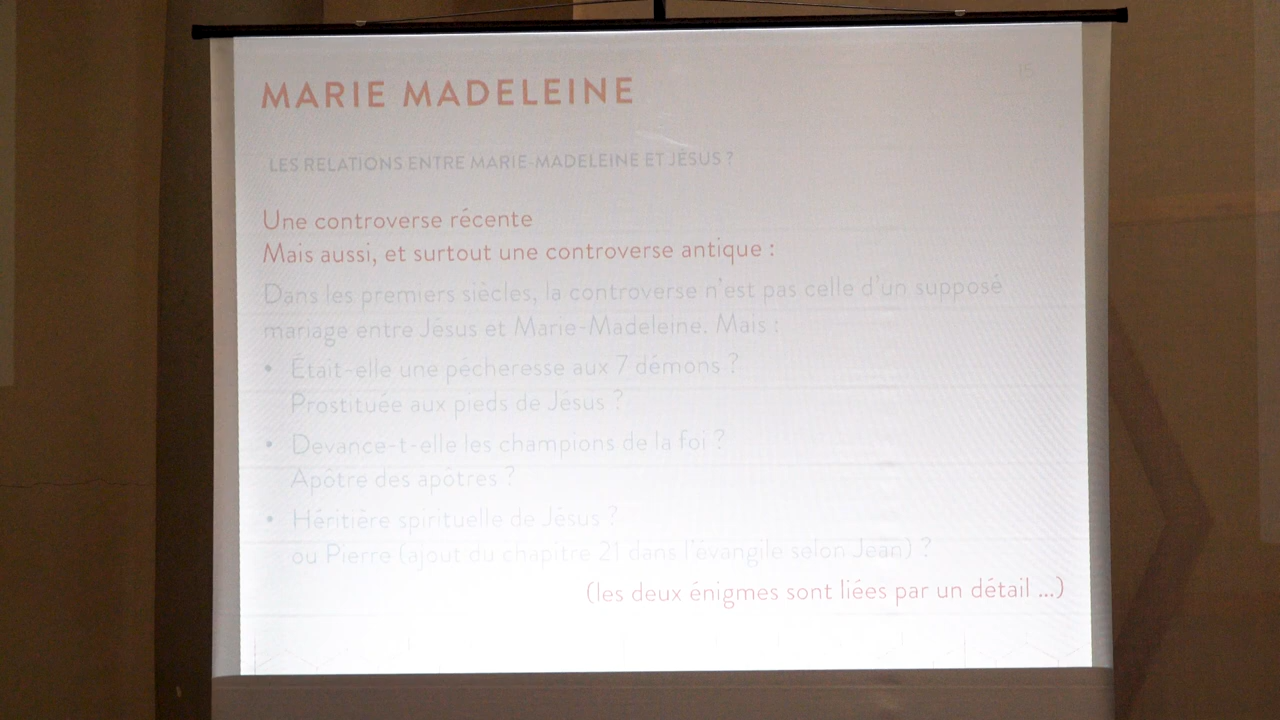 15
MARIE MADELEINE
LES RELATIONS ENTRE MARIE-MADELEINE ET JÉSUS ?
Une controverse récente
Mais aussi, et surtout une controverse antique :
Dans les premiers siècles, la controverse n'est pas celle d'un supposé
mariage entre Jésus et Marie-Madeleine. Mais :
• Était-elle une pécheresse aux 7 démons ?
Prostituée aux pieds de Jésus ?
• Devance-t-elle les champions de la foi ?
Apôtre des apôtres ?
• Héritière spirituelle de Jésus ?
ou Pierre (ajout du chapitre 21 dans l'évangile selon Jean) ?
(les deux énigmes sont liées par un détail ...)